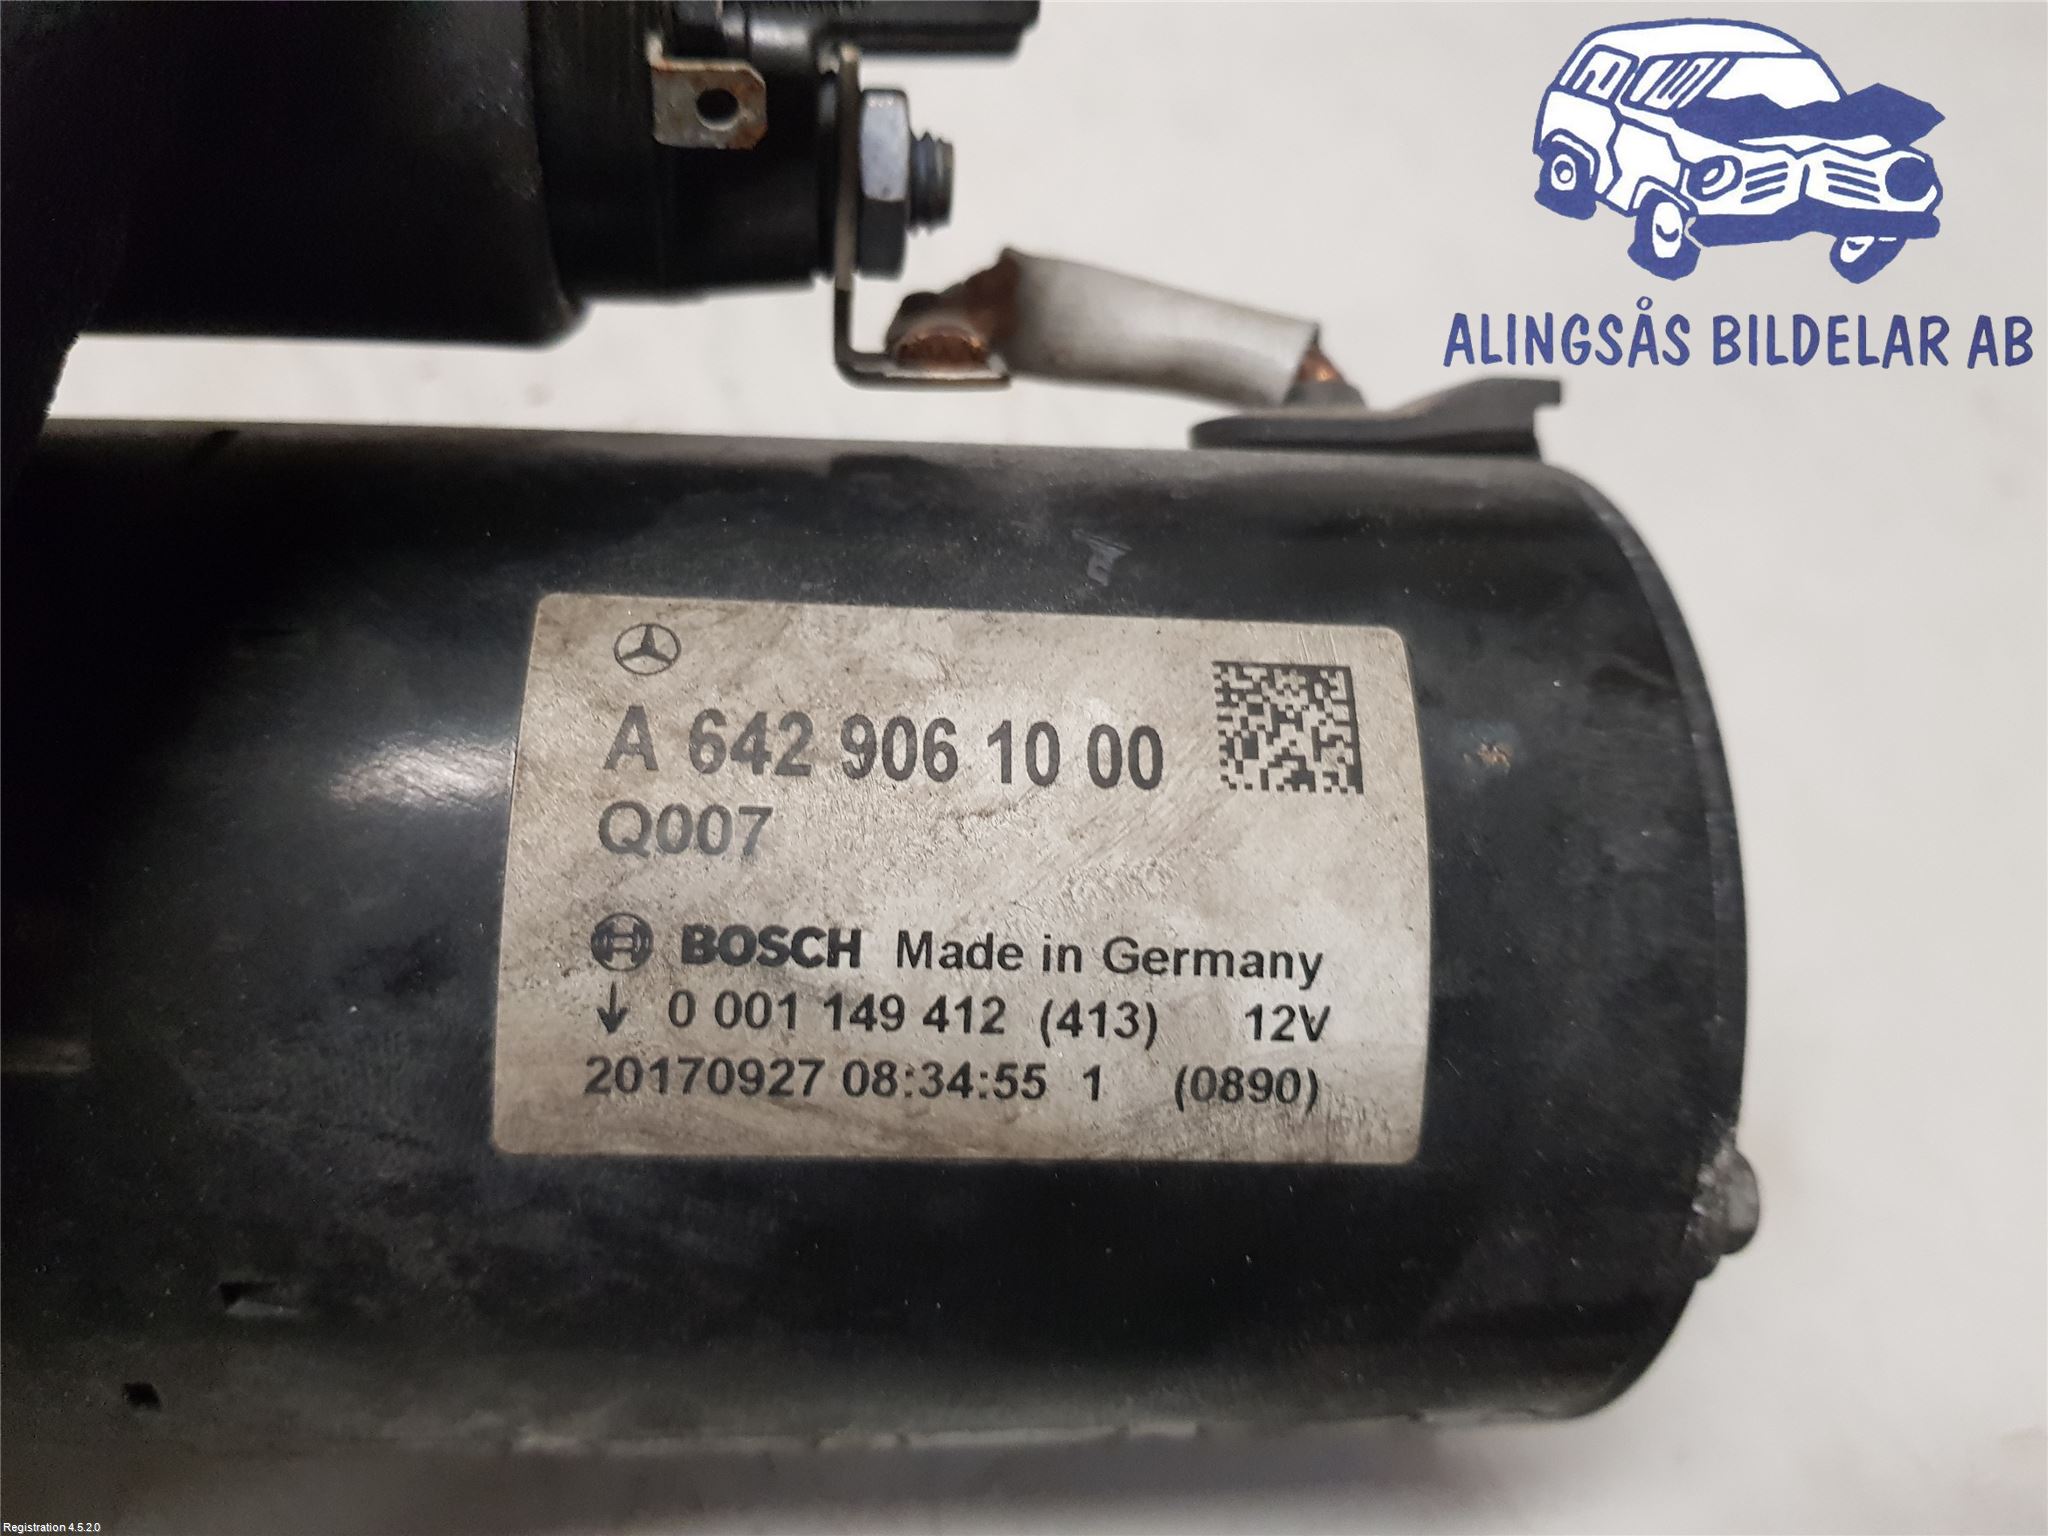 ALINGSÅS BILDELAR AB
A 642 906 10 00
Q007
BOSCH Made in Germany
↓ 0 001 149 412 (413) 12V
20170927 08:34:55 1 (0890)
Registration 4.5.2.0